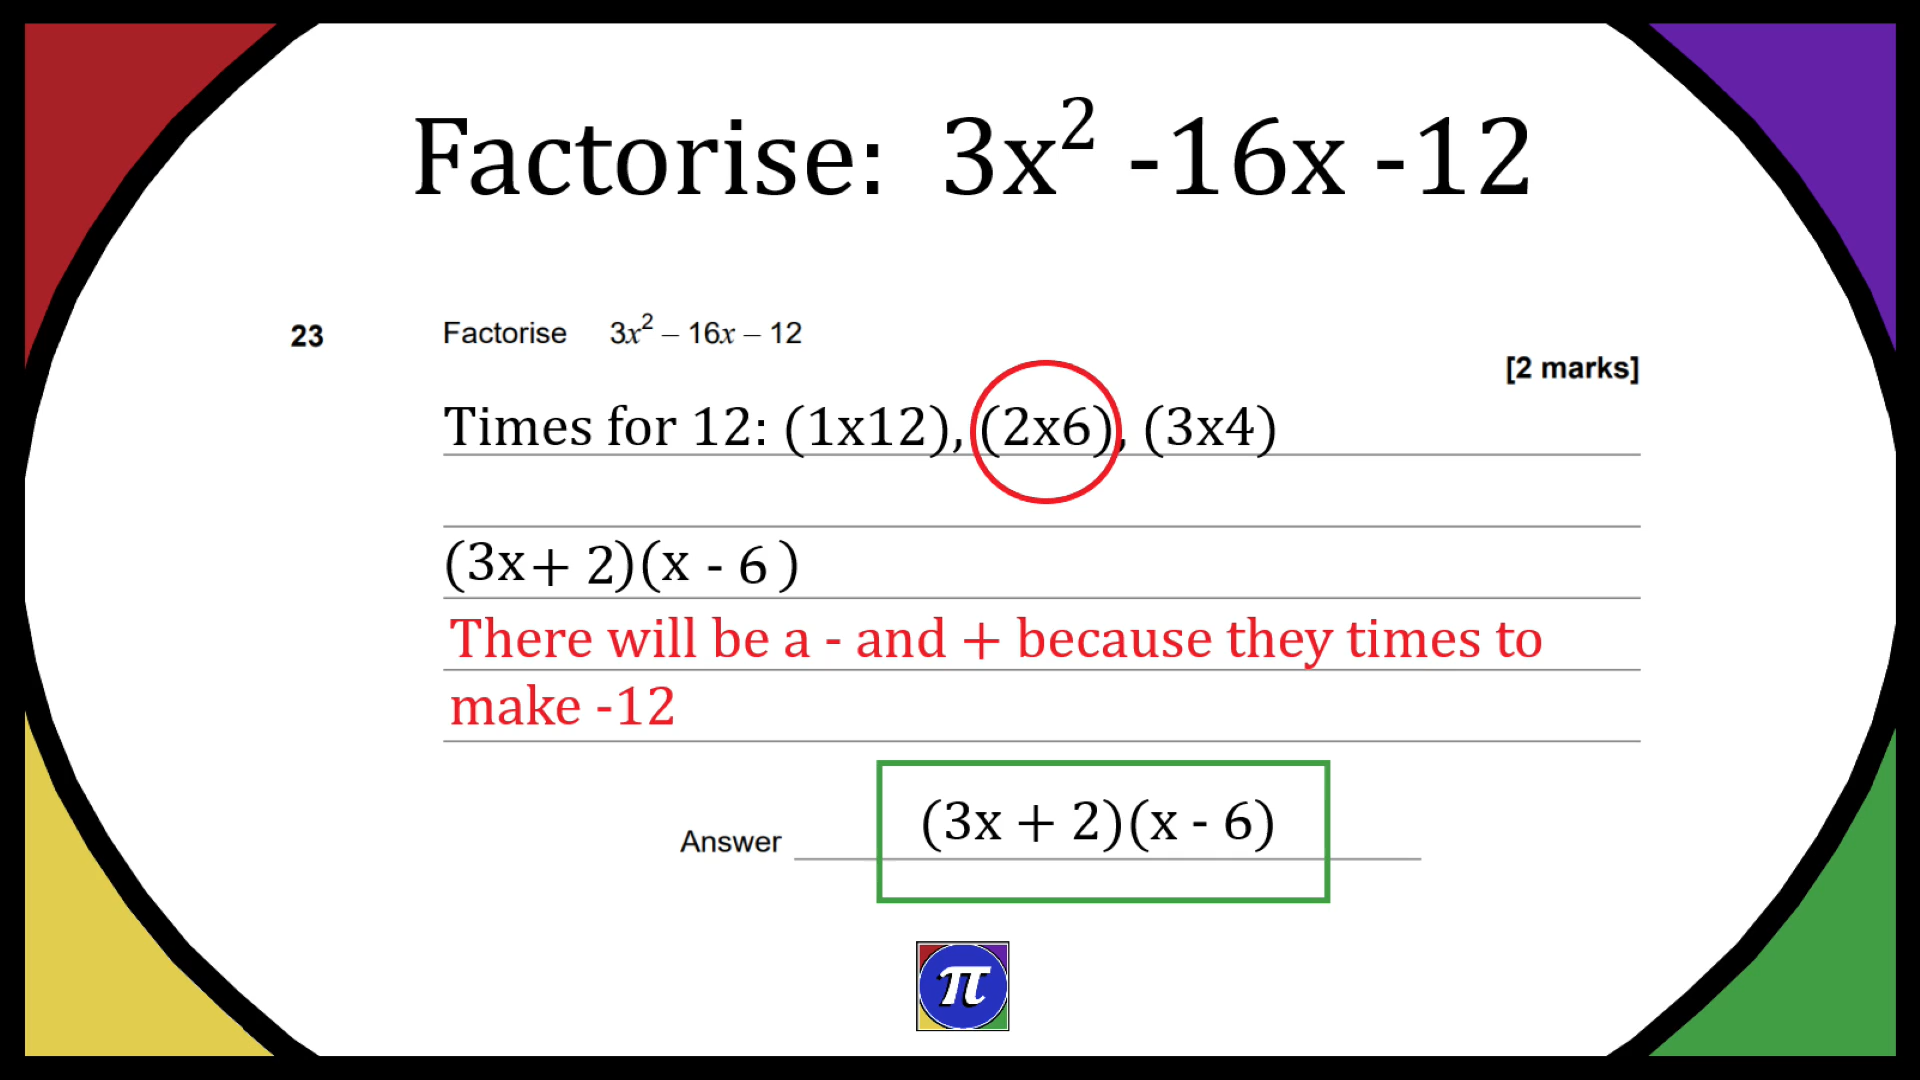 Factorise: 3x² -16x -12
23 Factorise 3x² – 16x – 12
[2 marks]
Times for 12: (1x12), (2x6), (3x4)
(3x+ 2)(x - 6 )
There will be a - and + because they times to
make -12
Answer (3x + 2)(x - 6)
π